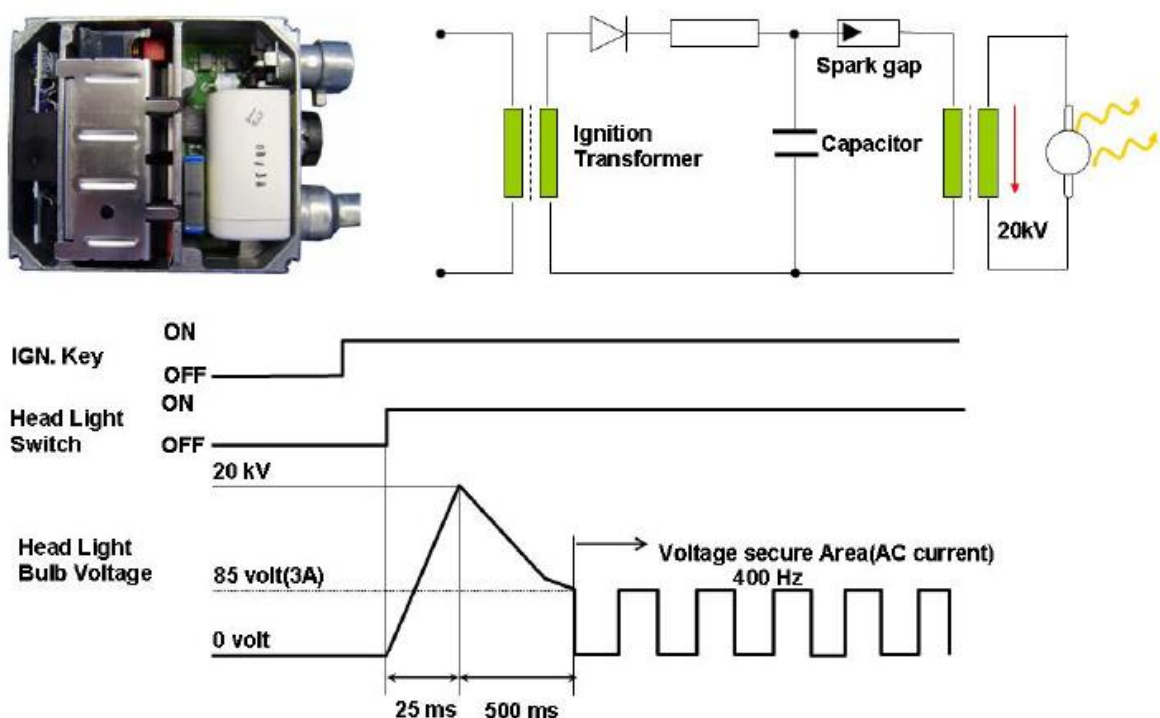 Spark gap
Ignition
Transformer
Capacitor
20kV
IGN. Key
ON
OFF
Head Light
Switch
ON
OFF
20 kV
Head Light
Bulb Voltage
85 volt(3A)
0 volt
Voltage secure Area(AC current)
400 Hz
25 ms
500 ms